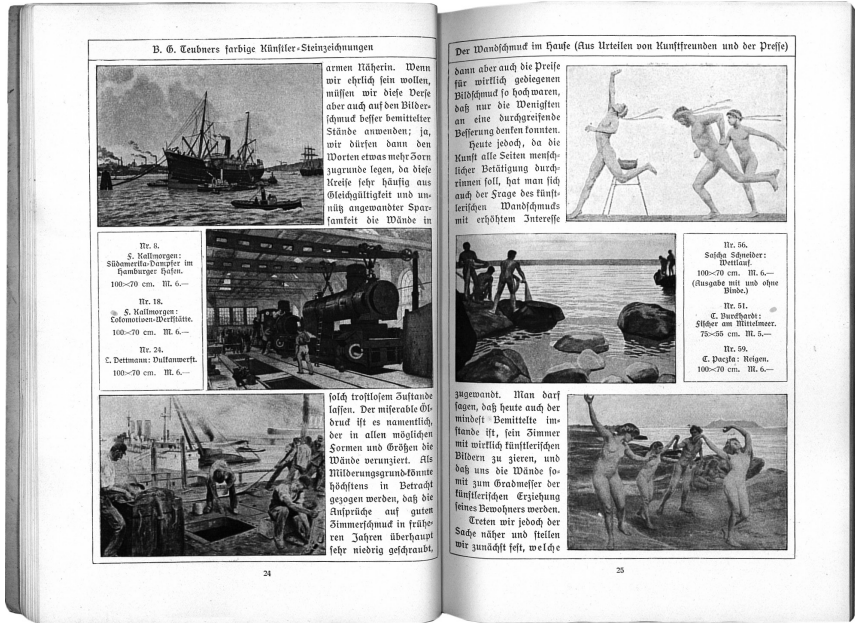 B. G. Teubners farbige Künstler-Steinzeichnungen
armen Näherin. Wenn
wir ehrlich sein wollen,
müssen wir diese Verse
aber auch auf den Bilder-
schmuck besser bemittelter
Stände anwenden; ja,
wir dürfen dann den
Worten etwas mehr Zorn
zugrunde legen, da diese
Kreise sehr häufig aus
Gleichgültigkeit und un-
nütz angewandter Spar-
samkeit die Wände in
Nr. 8.
F. Kallmorgen:
Südamerika-Dampfer im
Hamburger Hafen.
100×70 cm. M. 6.—
Nr. 18.
F. Kallmorgen:
Lokomotiven-Werkstätte.
100×70 cm. M. 6.—
Nr. 24.
L. Dettmann: Vulkanwerft.
100×70 cm. M. 6.—
solch trostlosem Zustande
lassen. Der miserable Öl-
druck ist es namentlich,
der in allen möglichen
Formen und Größen die
Wände verunziert. Als
Milderungsgrund könnte
höchstens in Betracht
gezogen werden, daß die
Ansprüche auf guten
Zimmerschmuck in frühe-
ren Jahren überhaupt
sehr niedrig geschraubt,
24
Der Wandschmuck im Hause (Aus Urteilen von Kunstfreunden und der Presse)
dann aber auch die Preise
für wirklich gediegenen
Bildschmuck so hoch waren,
daß nur die Wenigsten
an eine durchgreifende
Besserung denken konnten.
Heute jedoch, da die
Kunst alle Seiten mensch-
licher Betätigung durch-
rinnen soll, hat man sich
auch der Frage des künst-
lerischen Wandschmucks
mit erhöhtem Interesse
Nr. 56.
Sascha Schneider:
Wettlauf.
100×70 cm. M. 6.—
(Ausgabe mit und ohne
Binde.)
Nr. 51.
C. Burckhardt:
Fischer am Mittelmeer.
75×55 cm. M. 5.—
Nr. 59.
C. Paczka: Reigen.
100×70 cm. M. 6.—
zugewandt. Man darf
sagen, daß heute auch der
mindest Bemittelte im-
stande ist, sein Zimmer
mit wirklich künstlerischen
Bildern zu zieren, und
daß uns die Wände so-
mit zum Gradmesser der
künstlerischen Erziehung
seines Bewohners werden.
Treten wir jedoch der
Sache näher und stellen
wir zunächst fest, welche
25